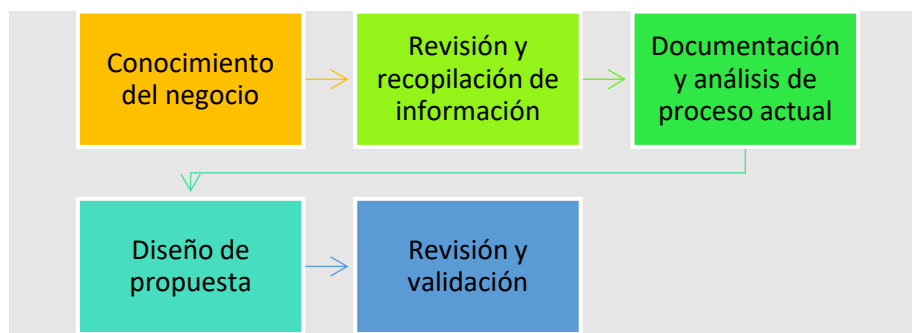 Conocimiento
del negocio
Revisión y
recopilación de
información
Documentación
y análisis de
proceso actual
Diseño de
propuesta
Revisión y
validación